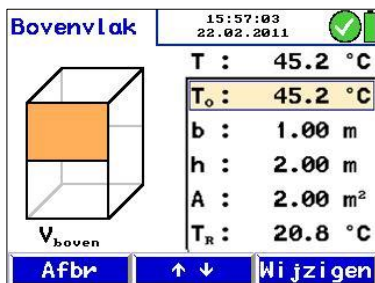 Bovenvlak
15:57:03
22.02.2011
T : 45.2 °C
To : 45.2 °C
b : 1.00 m
h : 2.00 m
A : 2.00 m²
TR : 20.8 °C
Vboven
Afbr ↑ ↓ Wijzigen